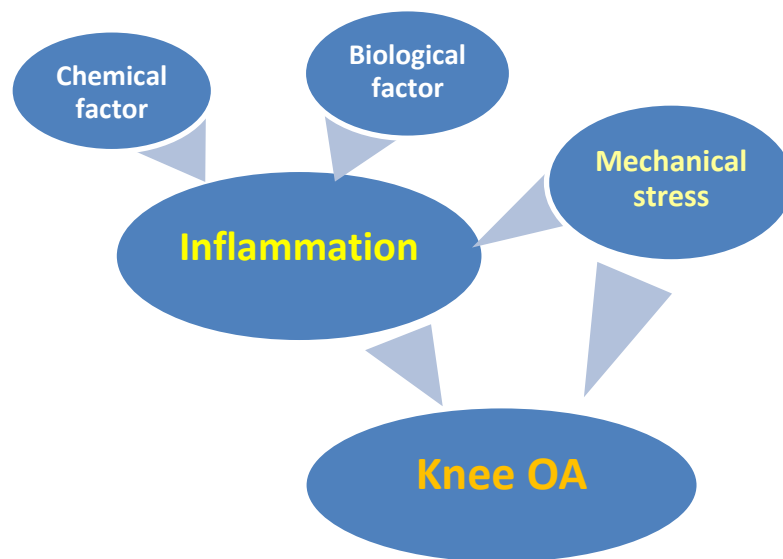 Chemical
factor
Biological
factor
Mechanical
stress
Inflammation
Knee OA